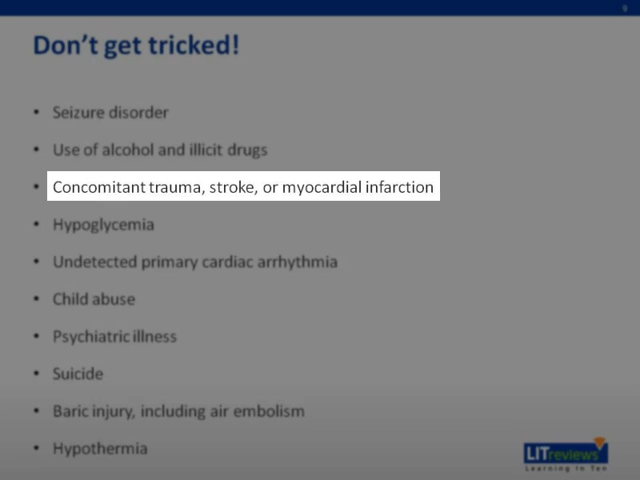 9
Don't get tricked!
• Seizure disorder
• Use of alcohol and illicit drugs
• Concomitant trauma, stroke, or myocardial infarction
• Hypoglycemia
• Undetected primary cardiac arrhythmia
• Child abuse
• Psychiatric illness
• Suicide
• Baric injury, including air embolism
• Hypothermia
LITreviews
Learning In Ten